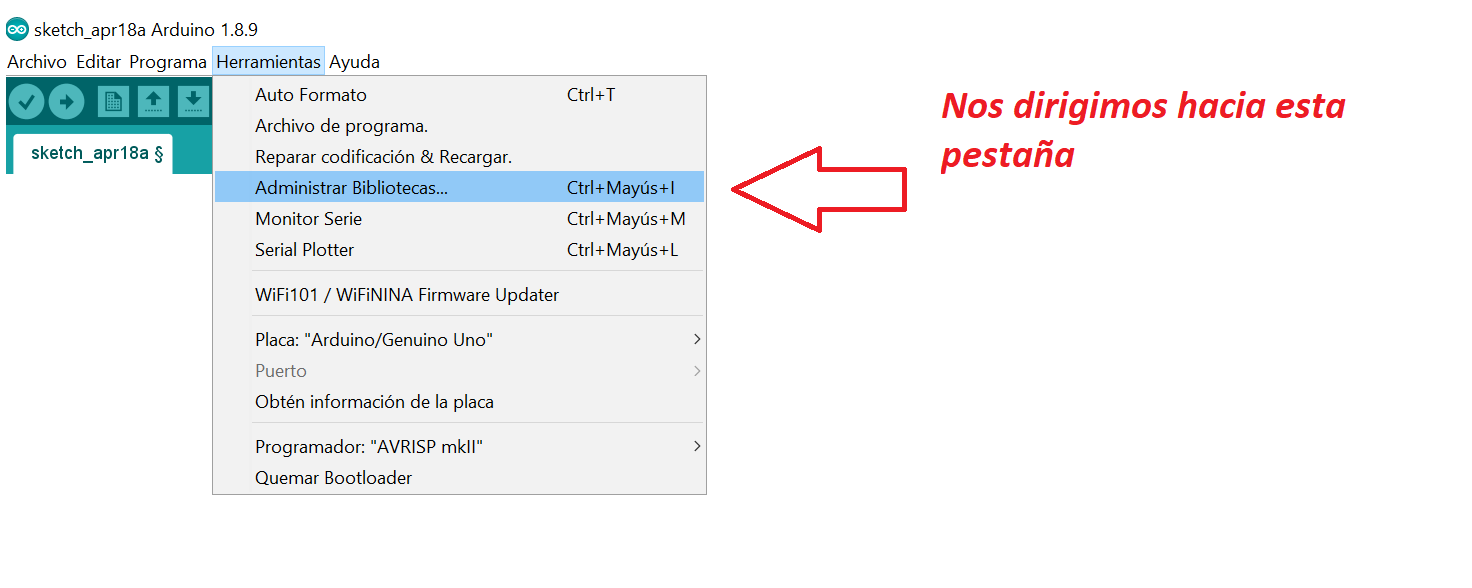 sketch_apr18a Arduino 1.8.9
Archivo Editar Programa Herramientas Ayuda
sketch_apr18a §
Auto Formato Ctrl+T
Archivo de programa.
Reparar codificación & Recargar.
Administrar Bibliotecas... Ctrl+Mayús+I
Monitor Serie Ctrl+Mayús+M
Serial Plotter Ctrl+Mayús+L
WiFi101 / WiFiNINA Firmware Updater
Placa: "Arduino/Genuino Uno"
Puerto
Obtén información de la placa
Programador: "AVRISP mkII"
Quemar Bootloader
Nos dirigimos hacia esta
pestaña